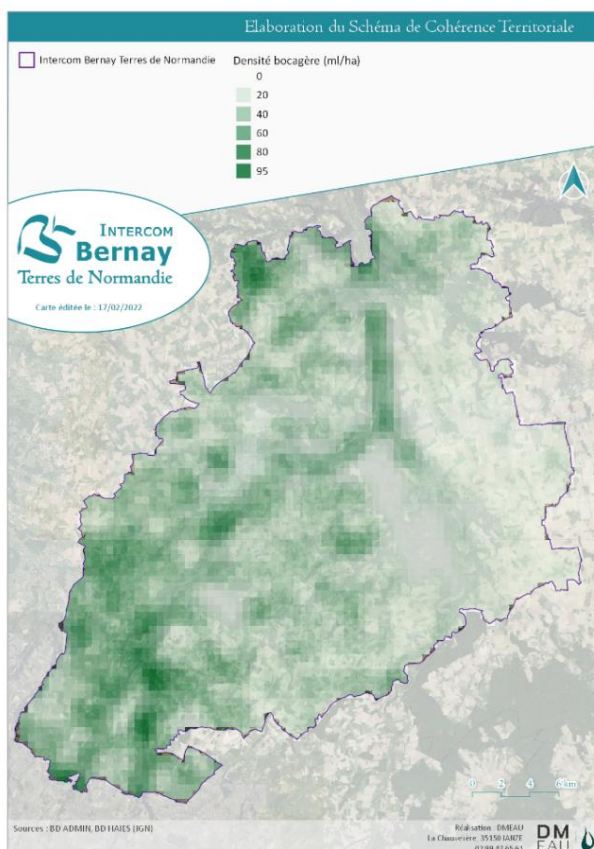 Elaboration du Schéma de Cohérence Territoriale
Intercom Bernay Terres de Normandie
Densité bocagère (ml/ha)
0
20
40
60
80
95
INTERCOM
Bernay
Terres de Normandie
Carte éditée le : 17/02/2022
0 2 4 6 km
Sources : BD ADMIN, BD HAIES (IGN)
Réalisation : DMEAU
La Chauvelière, 35150 JANZE
DM
EAU